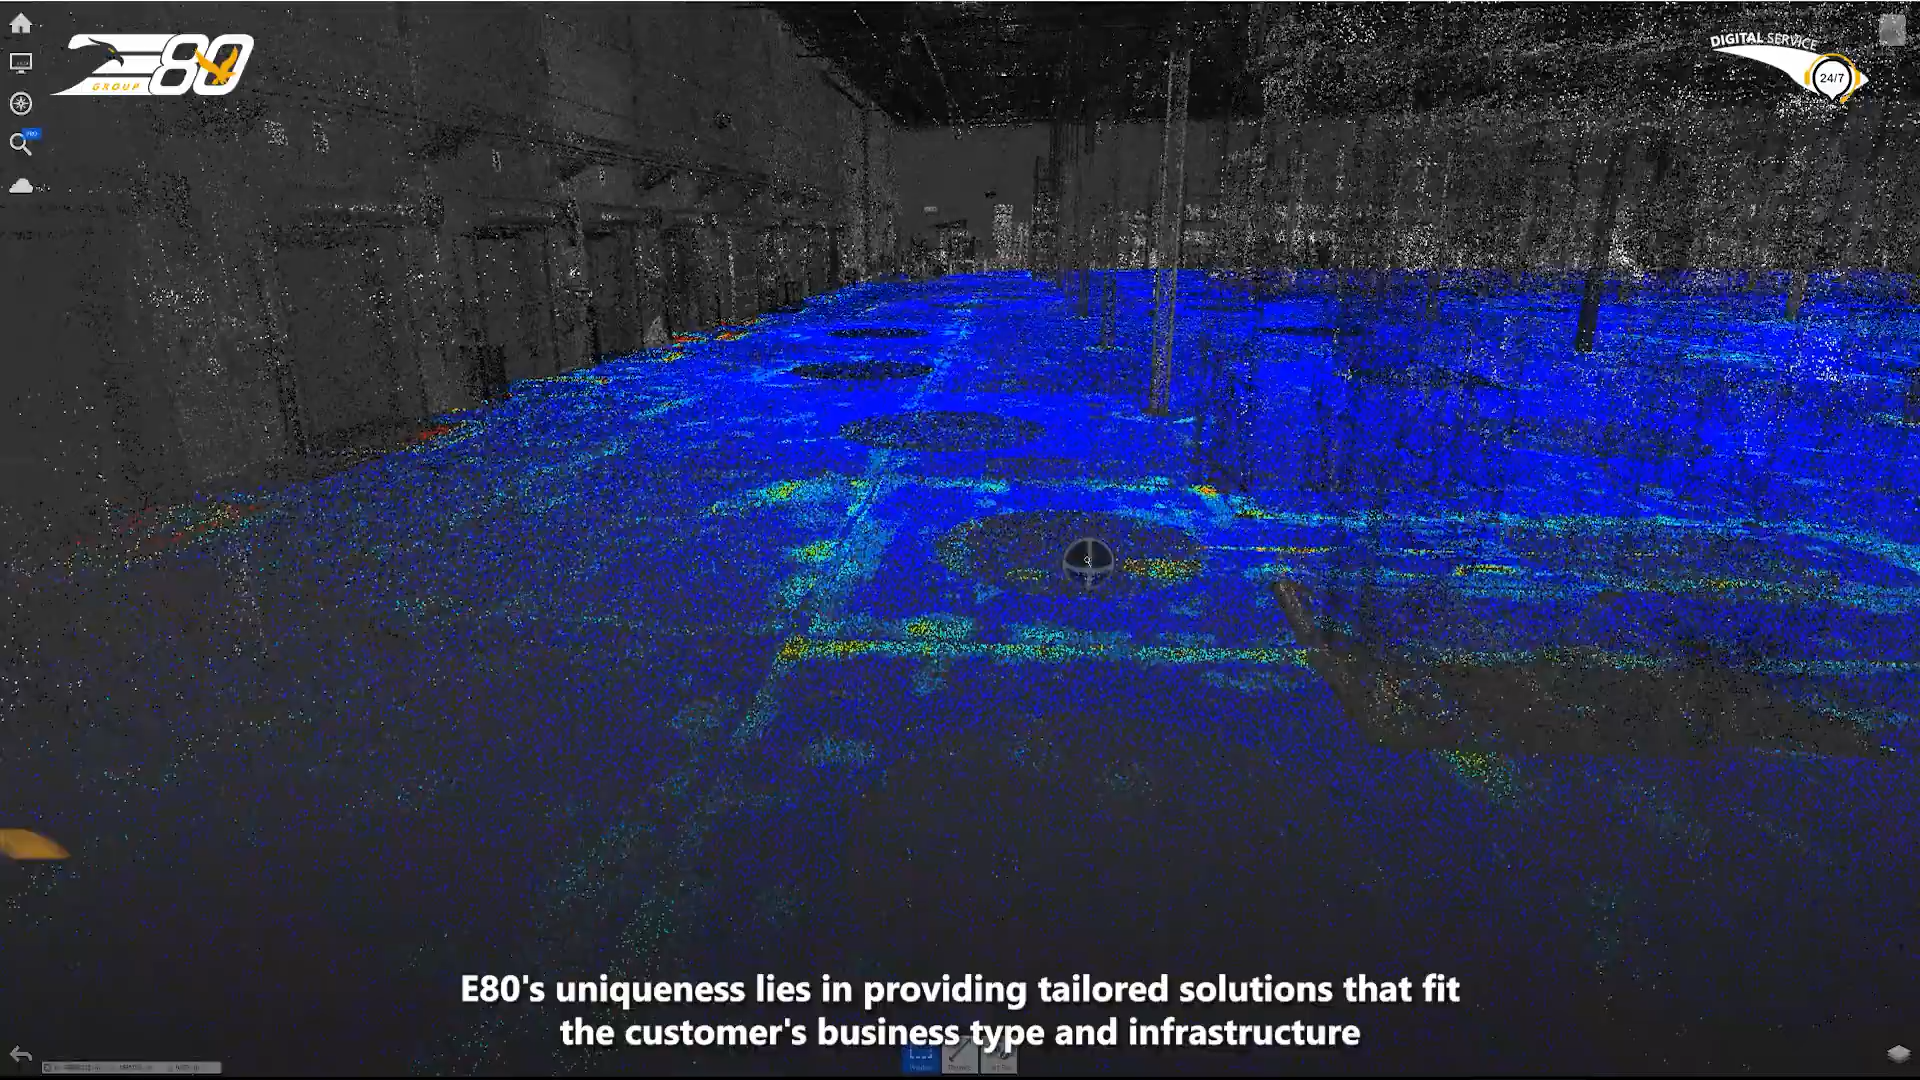 E80
GROUP
DIGITAL SERVICE
24/7
PRO
E80's uniqueness lies in providing tailored solutions that fit
the customer's business type and infrastructure